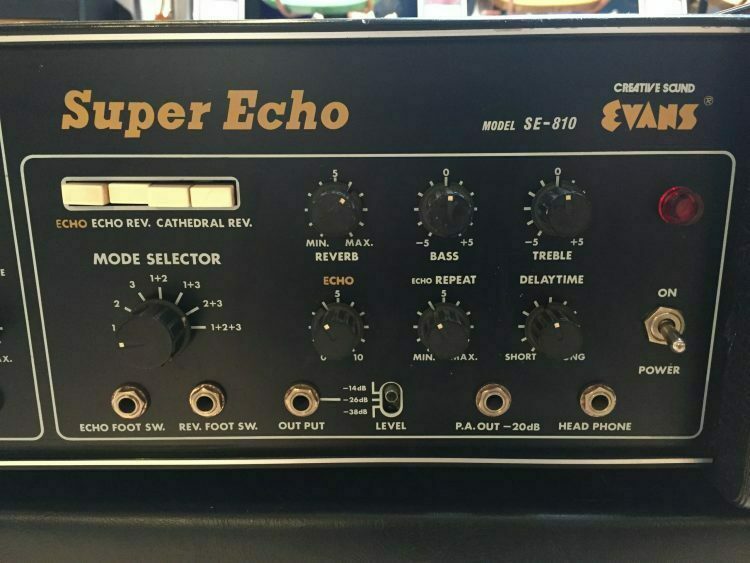 CREATIVE SOUND
Super Echo
MODEL SE-810
EVANS®
ECHO ECHO REV. CATHEDRAL REV.
5
MIN. MAX.
REVERB
0
-5 +5
BASS
0
-5 +5
TREBLE
MODE SELECTOR
1
2
3
1+2
1+3
2+3
1+2+3
ECHO
5
0 10
ECHO REPEAT
5
MIN. MAX.
DELAYTIME
SHORT
ON
POWER
ECHO FOOT SW.
REV. FOOT SW.
OUT PUT
-14dB
-26dB
-38dB
LEVEL
P.A. OUT -20dB
HEAD PHONE